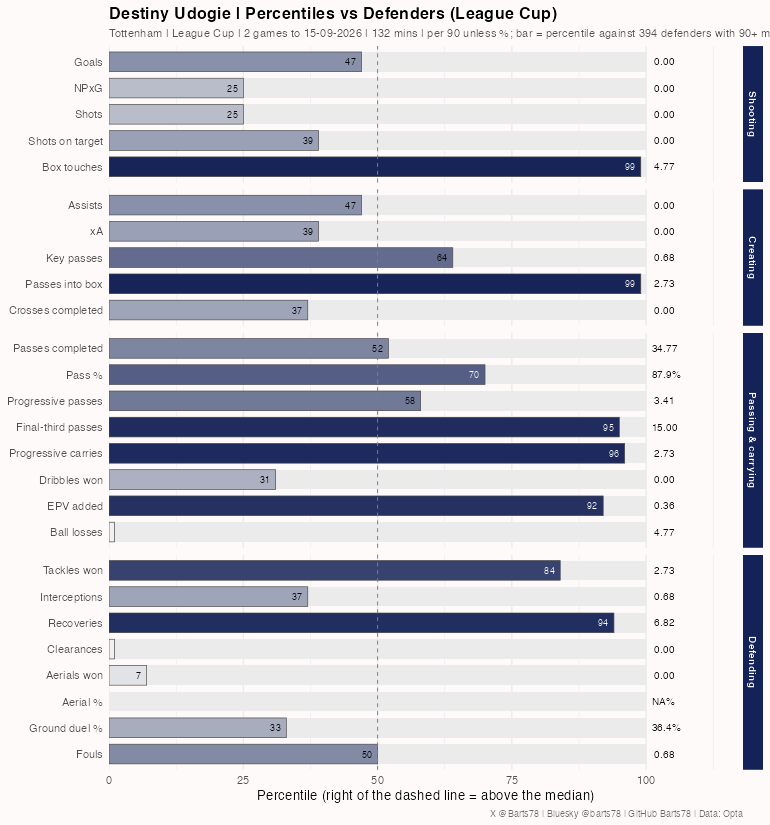 Destiny Udogie | Percentiles vs Defenders (League Cup)
Tottenham | League Cup | 2 games to 15-09-2026 | 132 mins | per 90 unless %; bar = percentile against 394 defenders with 90+ m
Goals 47 0.00
NPxG 25 0.00
Shots 25 0.00
Shots on target 39 0.00
Box touches 99 4.77
Shooting
Assists 47 0.00
xA 39 0.00
Key passes 64 0.68
Passes into box 99 2.73
Crosses completed 37 0.00
Creating
Passes completed 52 34.77
Pass % 70 87.9%
Progressive passes 58 3.41
Final-third passes 95 15.00
Progressive carries 96 2.73
Dribbles won 31 0.00
EPV added 92 0.36
Ball losses 4.77
Passing & carrying
Tackles won 84 2.73
Interceptions 37 0.68
Recoveries 94 6.82
Clearances 0.00
Aerials won 7 0.00
Aerial % NA%
Ground duel % 33 36.4%
Fouls 50 0.68
Defending
0 25 50 75 100
Percentile (right of the dashed line = above the median)
X @Barts78 | Bluesky @barts78 | GitHub Barts78 | Data: Opta